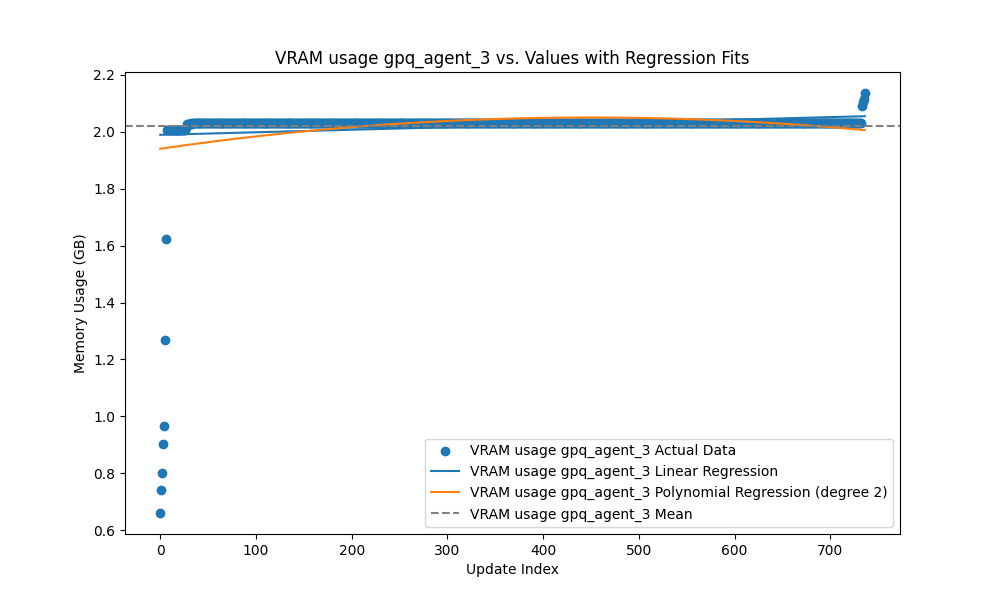 VRAM usage gpq_agent_3 vs. Values with Regression Fits
2.2
2.0
1.8
1.6
1.4
1.2
1.0
0.8
0.6
Memory Usage (GB)
VRAM usage gpq_agent_3 Actual Data
VRAM usage gpq_agent_3 Linear Regression
VRAM usage gpq_agent_3 Polynomial Regression (degree 2)
VRAM usage gpq_agent_3 Mean
0 100 200 300 400 500 600 700
Update Index